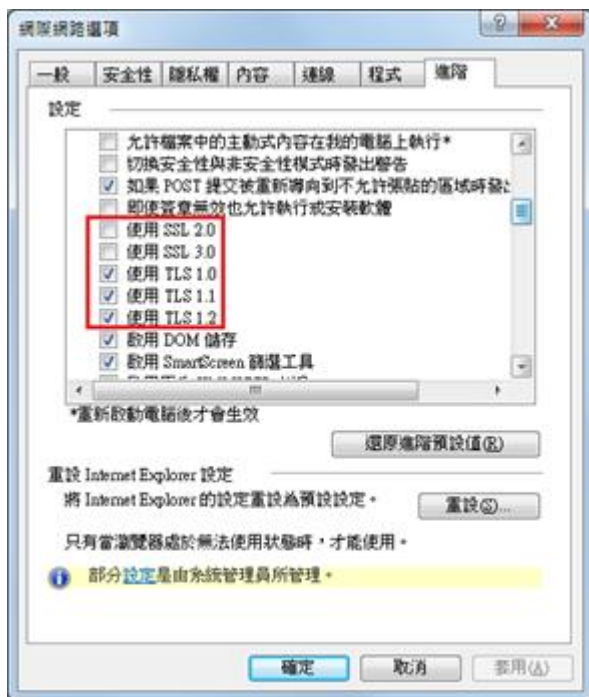 網際網路選項
一般 安全性 隱私權 內容 連線 程式 進階
設定
允許檔案中的主動式內容在我的電腦上執行*
切換安全性與非安全性模式時發出警告
如果 POST 提交被重新導向到不允許張貼的區域時發
即使簽章無效也允許執行或安裝軟體
使用 SSL 2.0
使用 SSL 3.0
使用 TLS 1.0
使用 TLS 1.1
使用 TLS 1.2
啟用 DOM 儲存
啟用 SmartScreen 篩選工具
*重新啟動電腦後才會生效
還原進階預設值(R)
重設 Internet Explorer 設定
將 Internet Explorer 的設定重設為預設設定。
重設(S)...
只有當瀏覽器處於無法使用狀態時，才能使用。
部分設定是由系統管理員所管理。
確定 取消 套用(A)